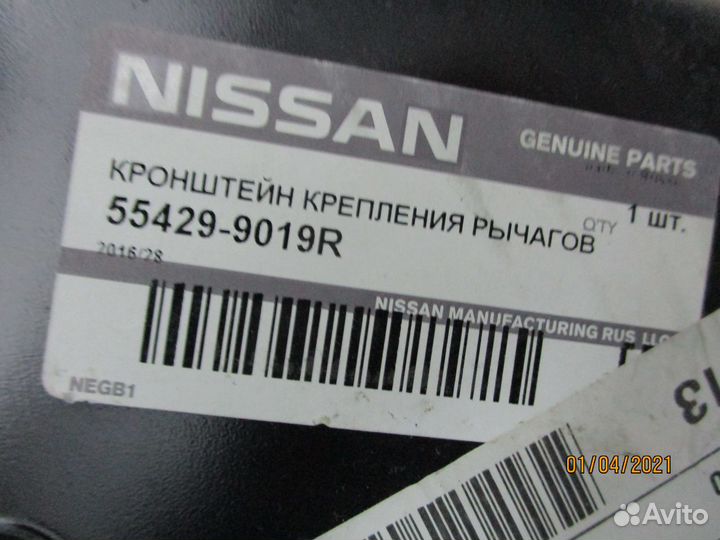 NISSAN
GENUINE PARTS
КРОНШТЕЙН КРЕПЛЕНИЯ РЫЧАГОВ
QTY 1 шт.
55429-9019R
2016/28
NISSAN MANUFACTURING RUS LLC
NEGB1
13
01/04/2021
Avito